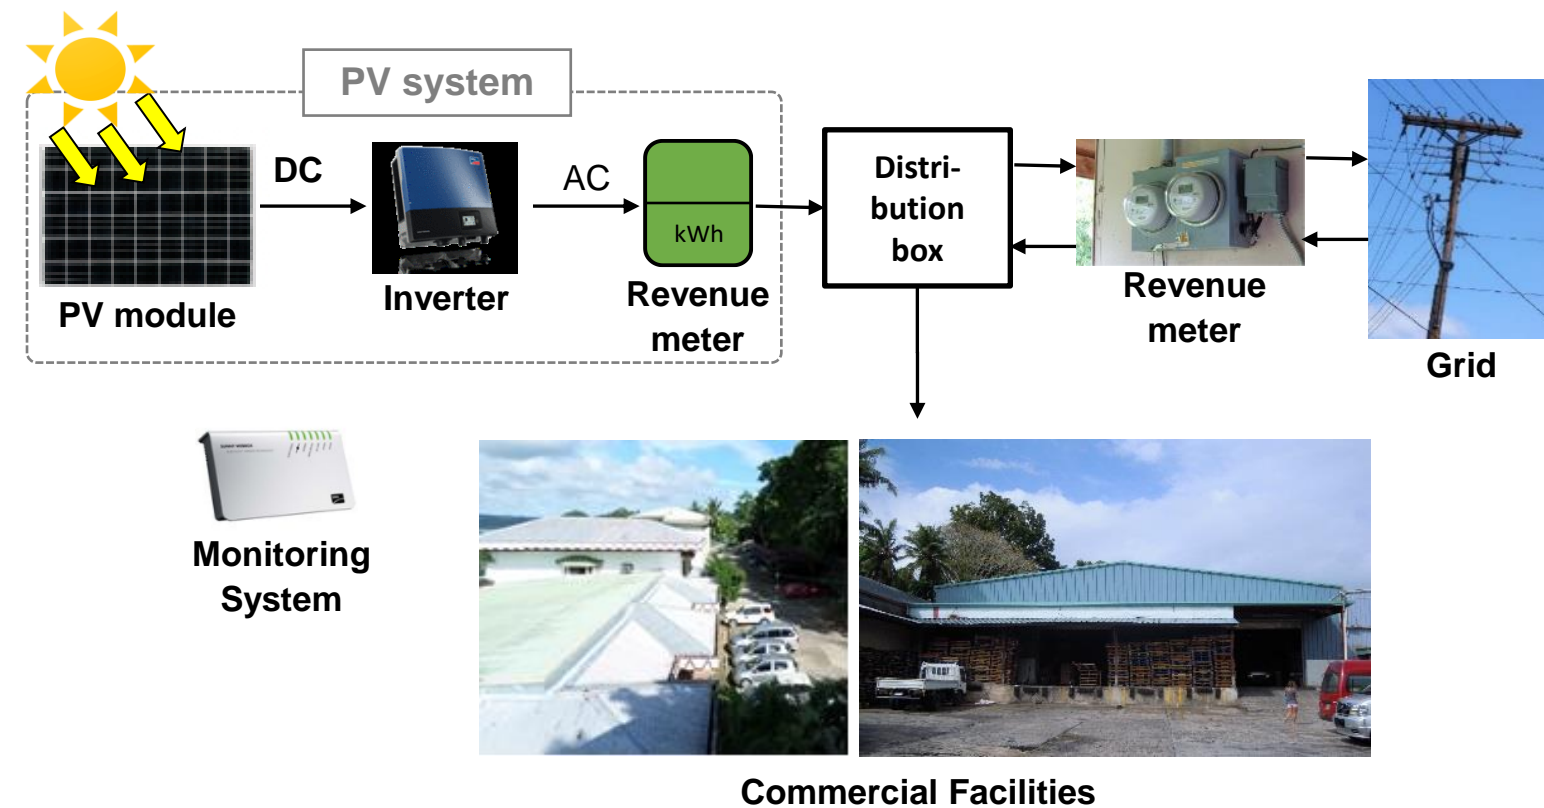 PV system
DC
AC
kWh
PV module
Inverter
Revenue
meter
Distri-
bution
box
Revenue
meter
Grid
Monitoring
System
Commercial Facilities